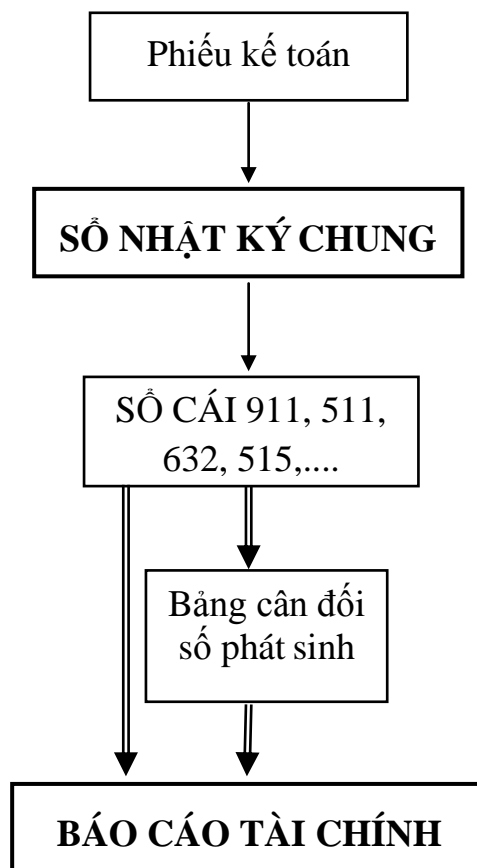 Phiếu kế toán
SỔ NHẬT KÝ CHUNG
SỔ CÁI 911, 511,
632, 515,....
Bảng cân đối
số phát sinh
BÁO CÁO TÀI CHÍNH